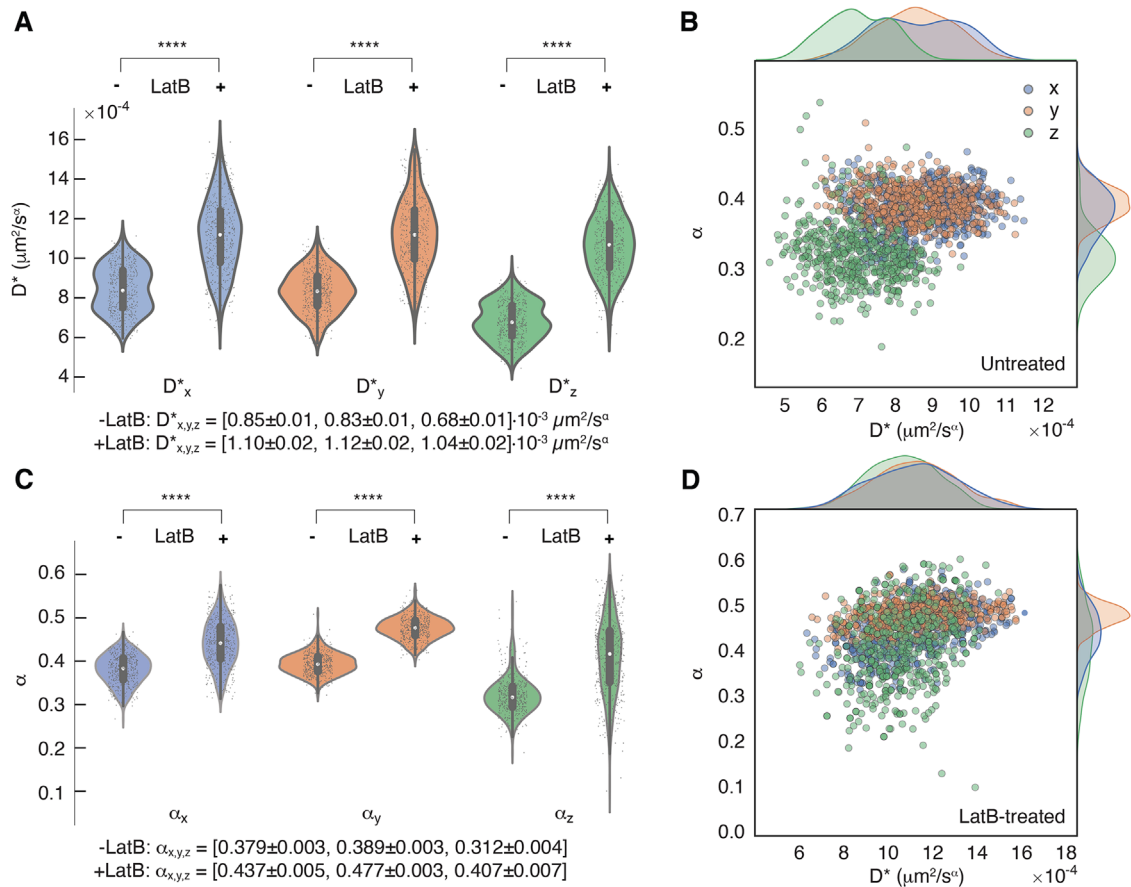 A
**** **** ****
- LatB + - LatB + - LatB +
×10⁻⁴
16
14
12
10
8
6
4
D* (µm²/sᵅ)
D*ₓ D*y D*z
-LatB: D*x,y,z = [0.85±0.01, 0.83±0.01, 0.68±0.01]·10⁻³ µm²/sᵅ
+LatB: D*x,y,z = [1.10±0.02, 1.12±0.02, 1.04±0.02]·10⁻³ µm²/sᵅ
B
x
y
z
0.5
0.4
0.3
0.2
α
Untreated
5 6 7 8 9 10 11 12
D* (µm²/sᵅ) ×10⁻⁴
C
**** **** ****
- LatB + - LatB + - LatB +
0.6
0.5
0.4
0.3
0.2
0.1
α
αx αy αz
-LatB: αx,y,z = [0.379±0.003, 0.389±0.003, 0.312±0.004]
+LatB: αx,y,z = [0.437±0.005, 0.477±0.003, 0.407±0.007]
D
0.7
0.6
0.5
0.4
0.3
0.2
0.1
0.0
α
LatB-treated
6 8 10 12 14 16 18
D* (µm²/sᵅ) ×10⁻⁴